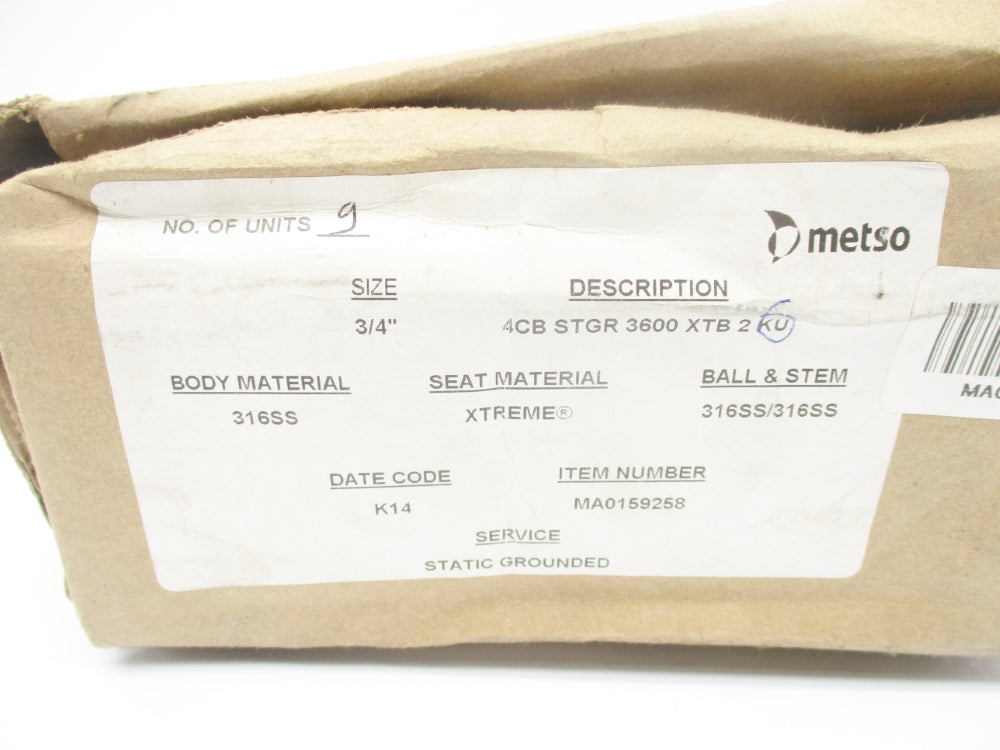 NO. OF UNITS 9
metso
SIZE DESCRIPTION
3/4" 4CB STGR 3600 XTB 2 KU
BODY MATERIAL SEAT MATERIAL BALL & STEM
316SS XTREME® 316SS/316SS
DATE CODE ITEM NUMBER
K14 MA0159258
SERVICE
STATIC GROUNDED